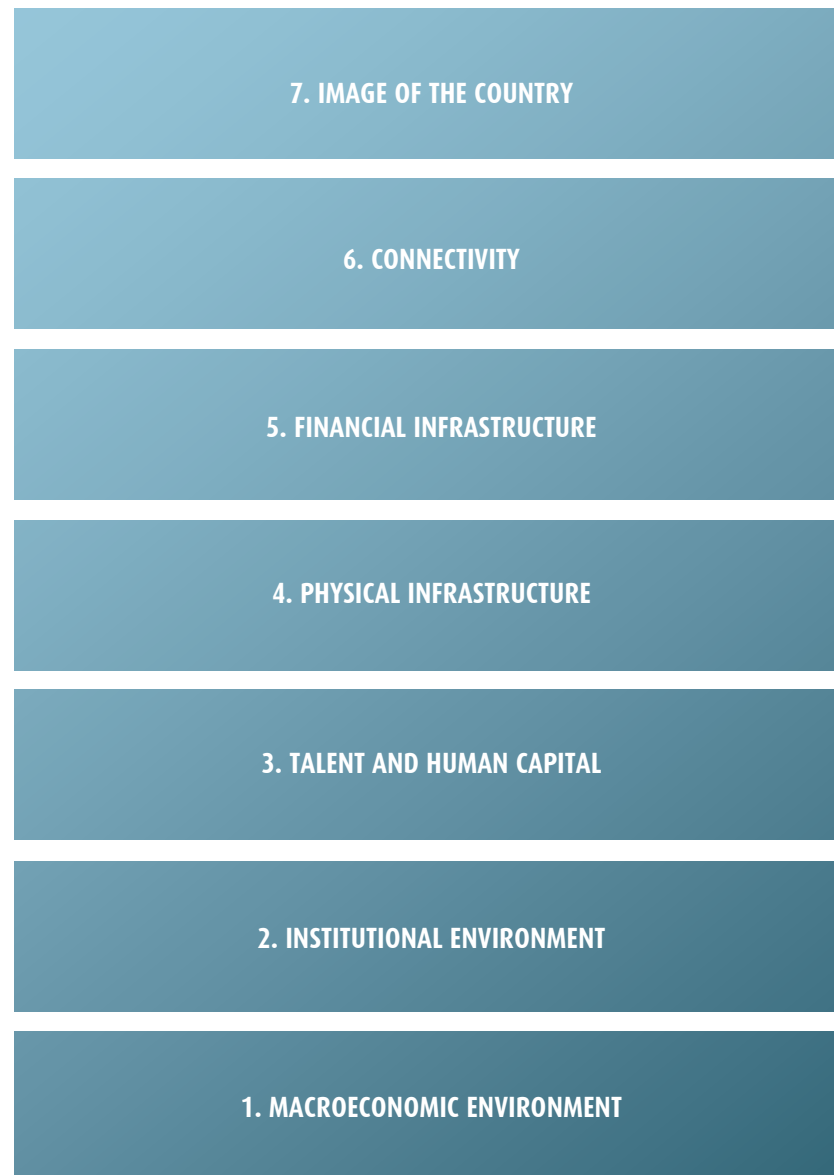 7. IMAGE OF THE COUNTRY
6. CONNECTIVITY
5. FINANCIAL INFRASTRUCTURE
4. PHYSICAL INFRASTRUCTURE
3. TALENT AND HUMAN CAPITAL
2. INSTITUTIONAL ENVIRONMENT
1. MACROECONOMIC ENVIRONMENT